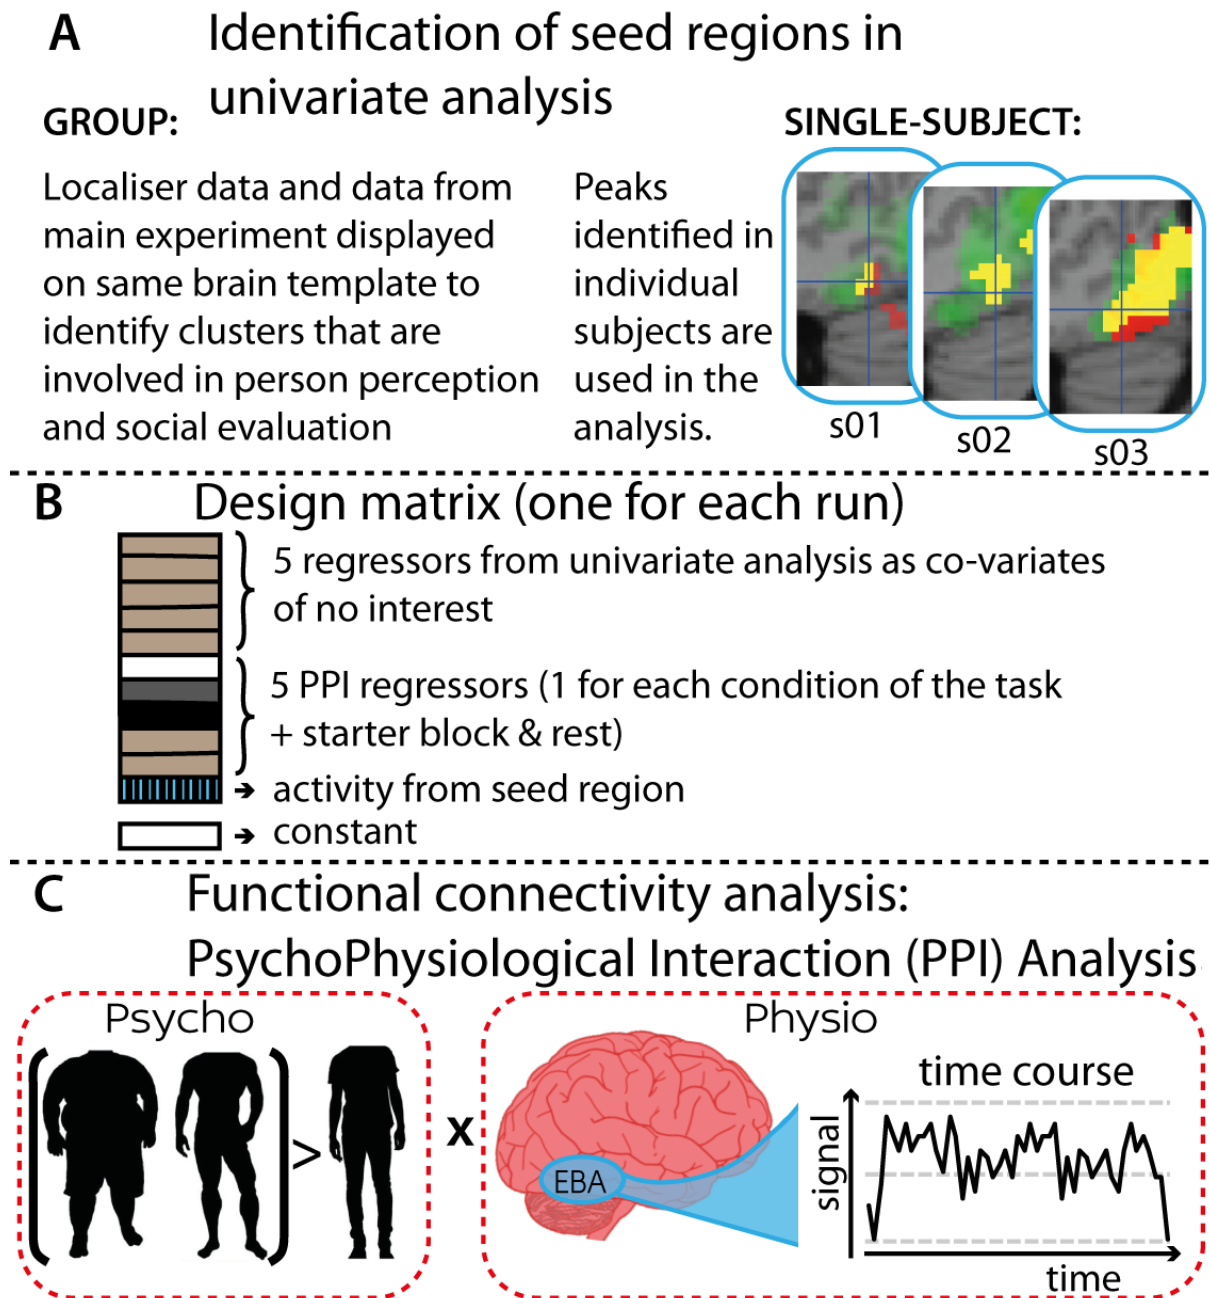 A
Identification of seed regions in
univariate analysis
GROUP:
Localiser data and data from
main experiment displayed
on same brain template to
identify clusters that are
involved in person perception
and social evaluation
Peaks
identified in
individual
subjects are
used in the
analysis.
SINGLE-SUBJECT:
s01
s02
s03
B
Design matrix (one for each run)
5 regressors from univariate analysis as co-variates
of no interest
5 PPI regressors (1 for each condition of the task
+ starter block & rest)
activity from seed region
constant
C
Functional connectivity analysis:
PsychoPhysiological Interaction (PPI) Analysis
Psycho
>
x
Physio
EBA
time course
signal
time